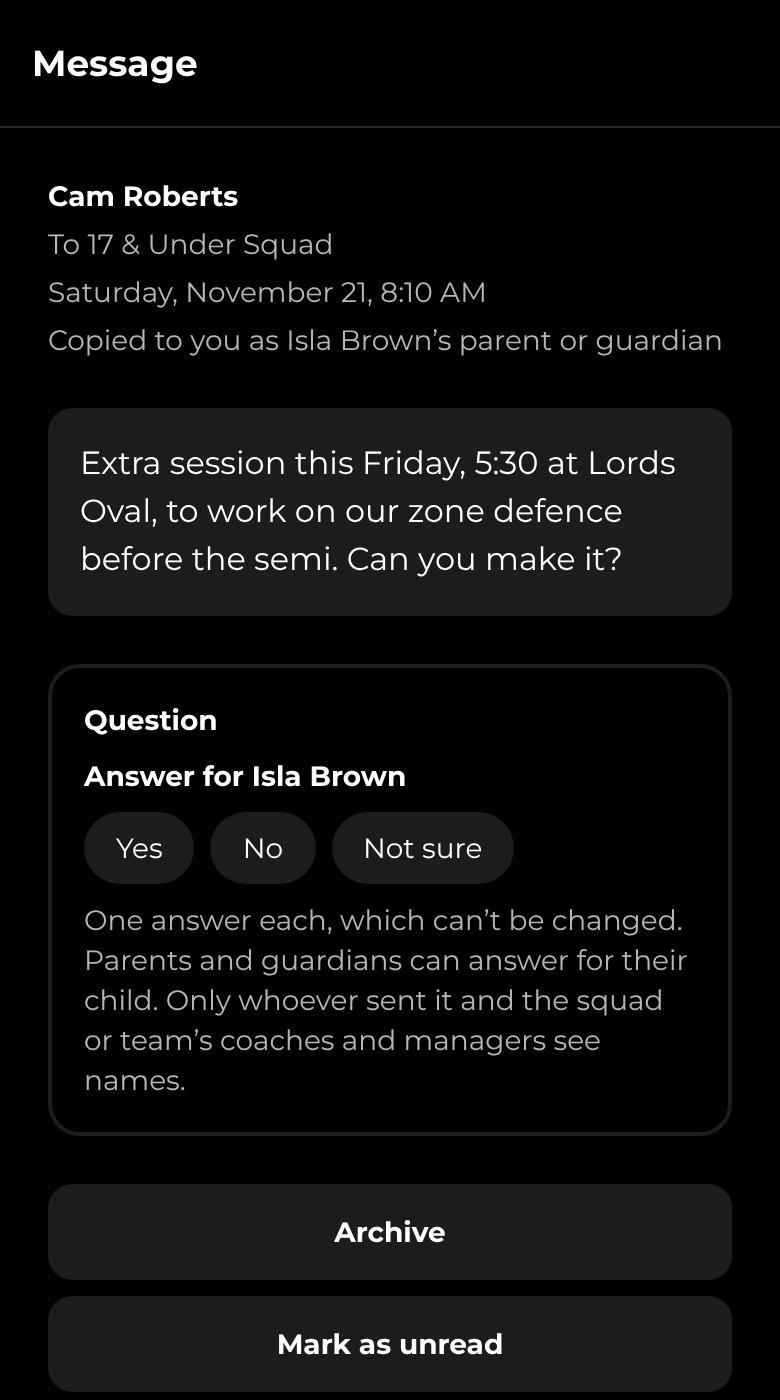 Message
Cam Roberts
To 17 & Under Squad
Saturday, November 21, 8:10 AM
Copied to you as Isla Brown’s parent or guardian
Extra session this Friday, 5:30 at Lords
Oval, to work on our zone defence
before the semi. Can you make it?
Question
Answer for Isla Brown
Yes No Not sure
One answer each, which can’t be changed.
Parents and guardians can answer for their
child. Only whoever sent it and the squad
or team’s coaches and managers see
names.
Archive
Mark as unread